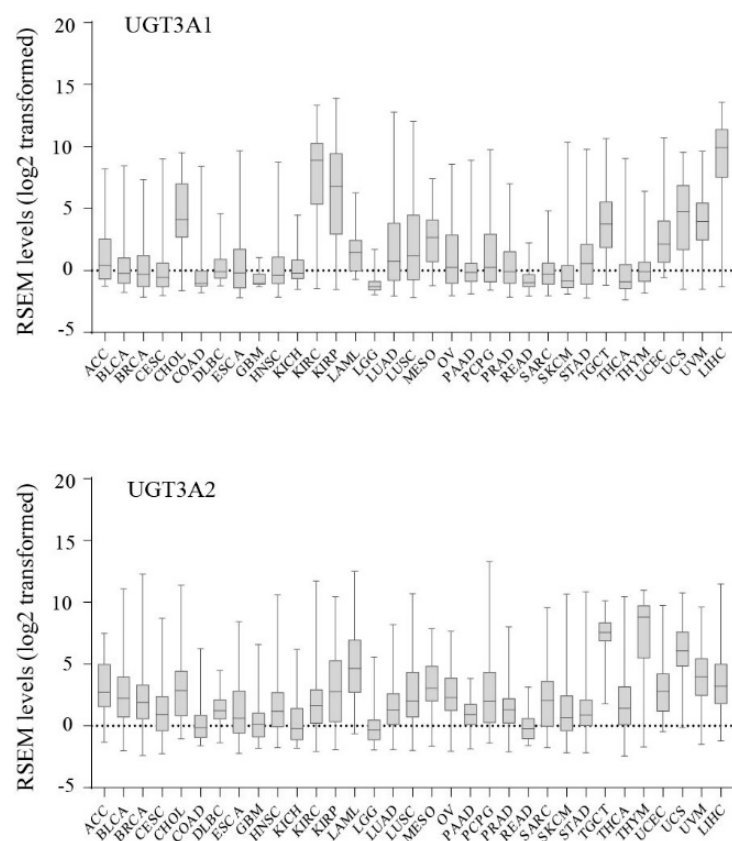 UGT3A1
RSEM levels (log2 transformed)
20
15
10
5
0
-5
ACC BLCA BRCA CESC CHOL COAD DLBC ESCA GBM HNSC KICH KIRC KIRP LAML LGG LUAD LUSC MESO OV PAAD PCPG PRAD READ SARC SKCM STAD TGCT THCA THYM UCEC UCS UVM LIHC
UGT3A2
RSEM levels (log2 transformed)
20
15
10
5
0
-5
ACC BLCA BRCA CESC CHOL COAD DLBC ESCA GBM HNSC KICH KIRC KIRP LAML LGG LUAD LUSC MESO OV PAAD PCPG PRAD READ SARC SKCM STAD TGCT THCA THYM UCEC UCS UVM LIHC